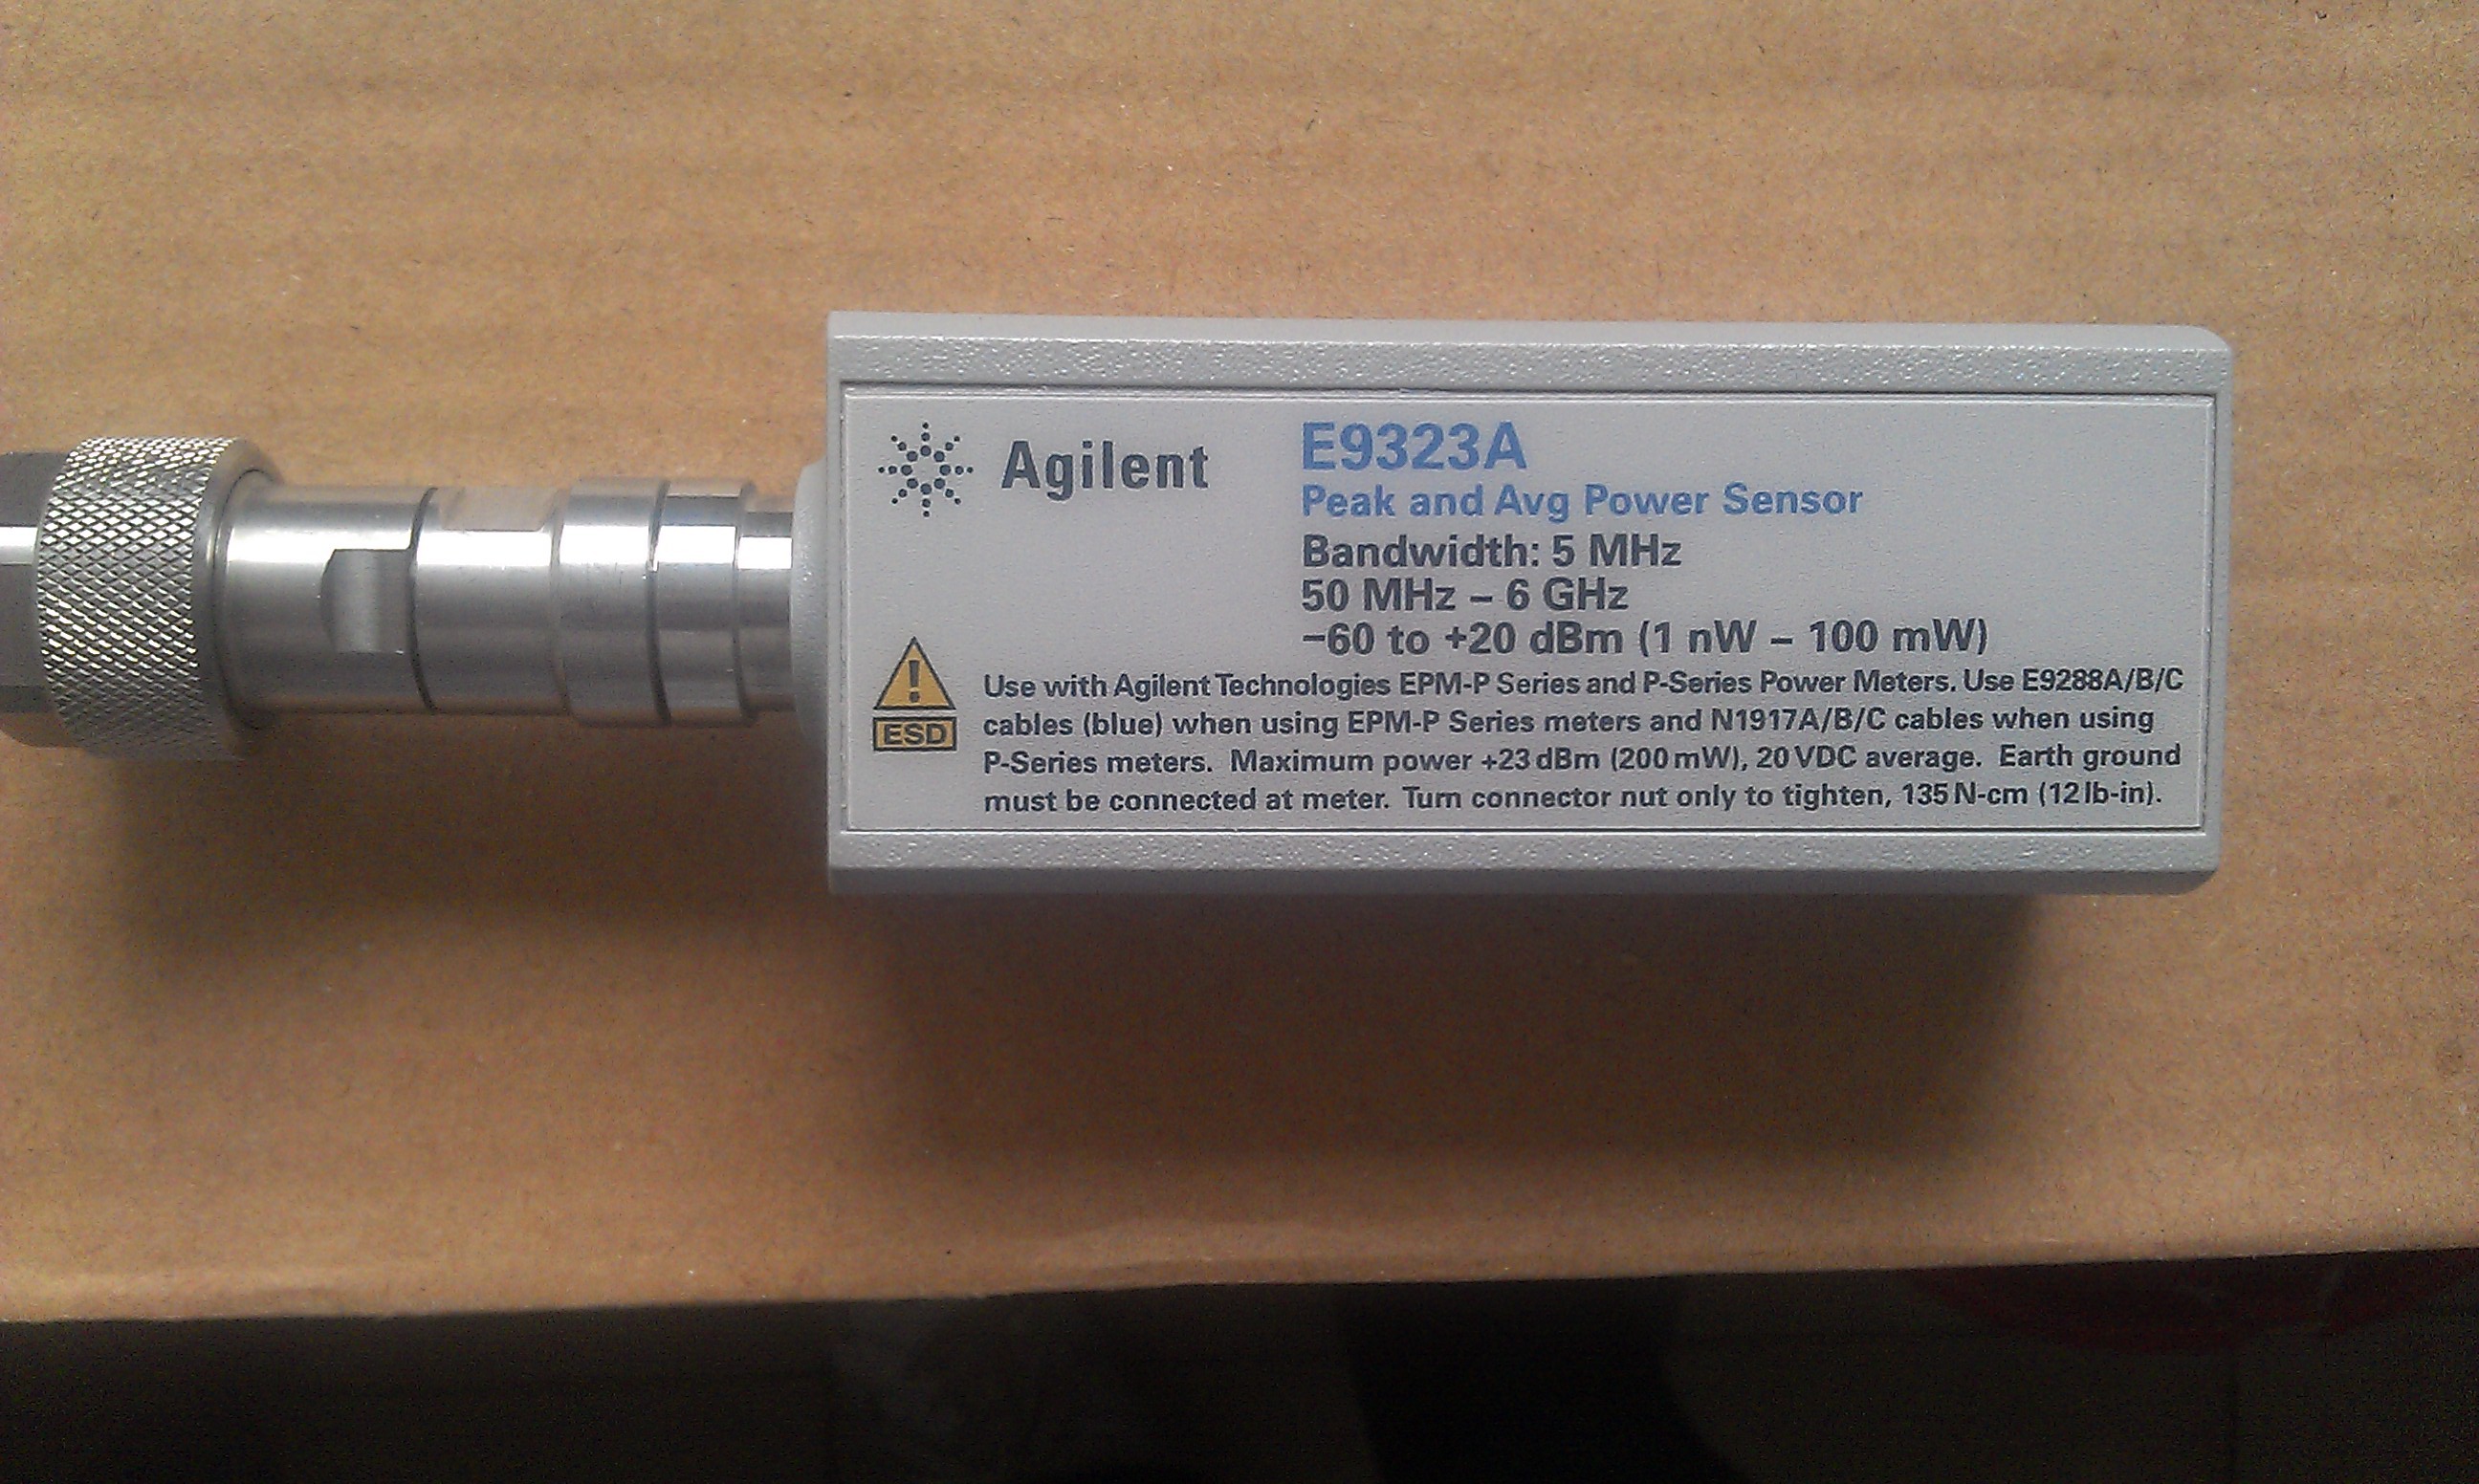 Agilent
E9323A
Peak and Avg Power Sensor
Bandwidth: 5 MHz
50 MHz – 6 GHz
−60 to +20 dBm (1 nW – 100 mW)
!
ESD
Use with Agilent Technologies EPM-P Series and P-Series Power Meters. Use E9288A/B/C
cables (blue) when using EPM-P Series meters and N1917A/B/C cables when using
P-Series meters. Maximum power +23 dBm (200 mW), 20 VDC average. Earth ground
must be connected at meter. Turn connector nut only to tighten, 135 N-cm (12 lb-in).